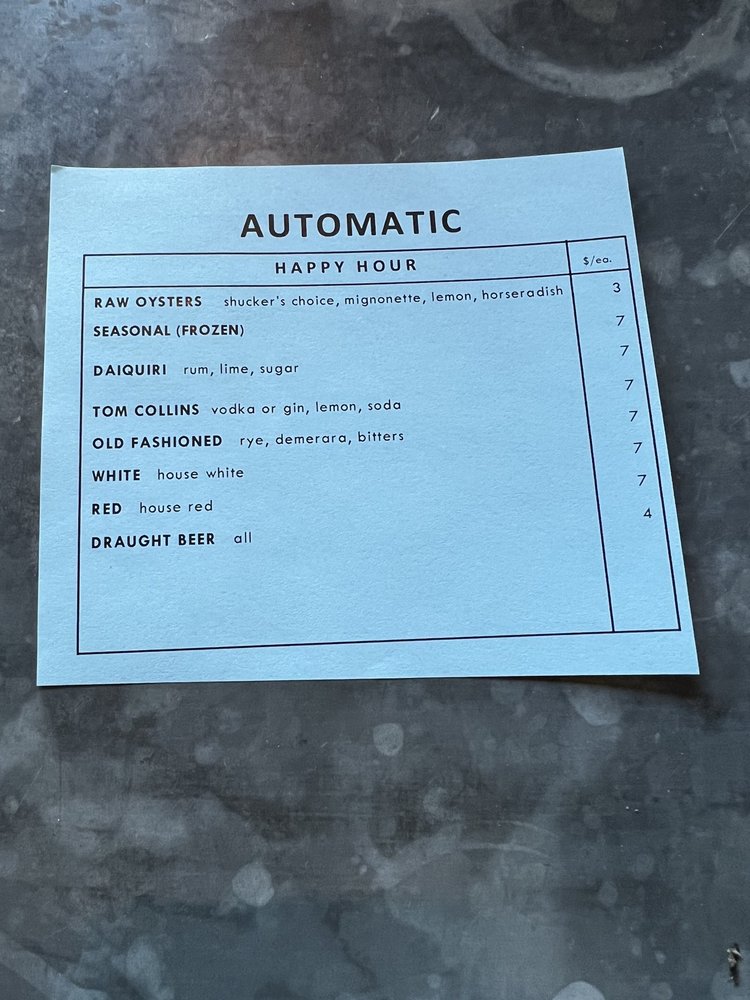 AUTOMATIC
HAPPY HOUR $/ea.
RAW OYSTERS shucker's choice, mignonette, lemon, horseradish 3
SEASONAL (FROZEN) 7
DAIQUIRI rum, lime, sugar 7
TOM COLLINS vodka or gin, lemon, soda 7
OLD FASHIONED rye, demerara, bitters 7
WHITE house white 7
RED house red 7
DRAUGHT BEER all 4